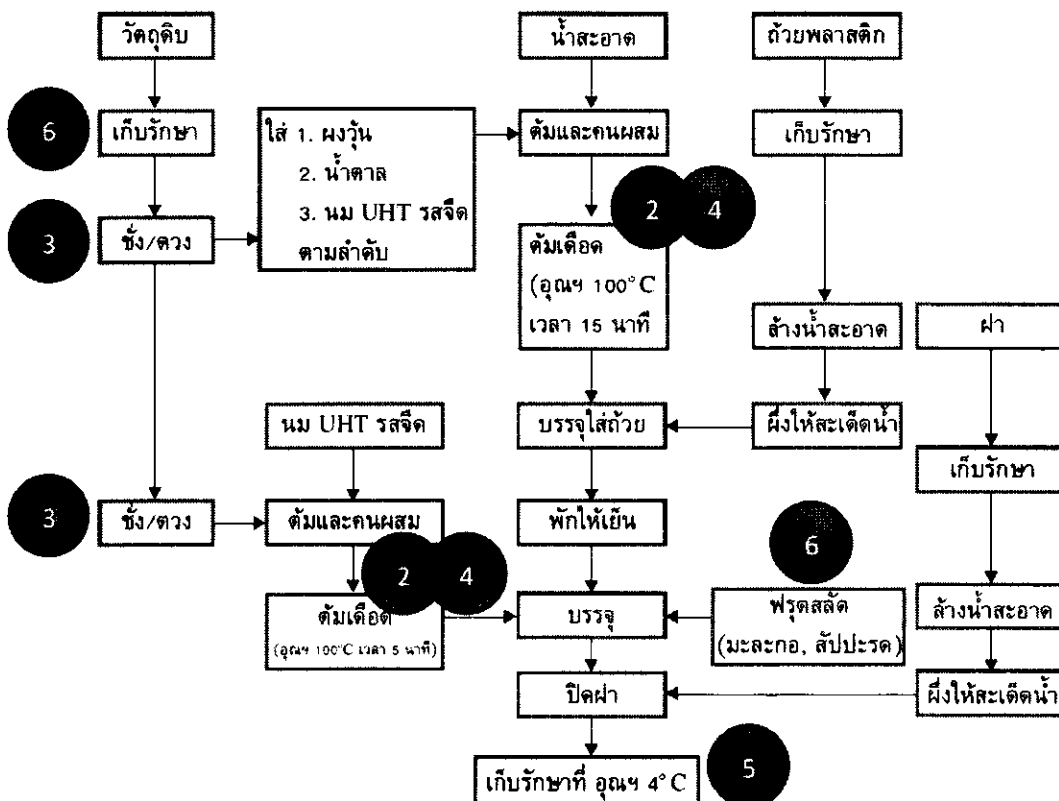 วัตถุดิบ
น้ำสะอาด
ถ้วยพลาสติก
6
เก็บรักษา
ใส่ 1. ผงวุ้น
2. น้ำตาล
3. นม UHT รสจืด
ตามลำดับ
ต้มและคนผสม
เก็บรักษา
3
ชั่ง/ตวง
2
4
ต้มเดือด
(อุณฯ 100°C
เวลา 15 นาที
ล้างน้ำสะอาด
ฝา
นม UHT รสจืด
บรรจุใส่ถ้วย
ผึ่งให้สะเด็ดน้ำ
เก็บรักษา
3
ชั่ง/ตวง
ต้มและคนผสม
พักให้เย็น
6
2
4
ต้มเดือด
(อุณฯ 100°C เวลา 5 นาที)
บรรจุ
ฟรุตสลัด
(มะละกอ, สัปปะรด)
ล้างน้ำสะอาด
ปิดฝา
ผึ่งให้สะเด็ดน้ำ
เก็บรักษาที่ อุณฯ 4°C
5